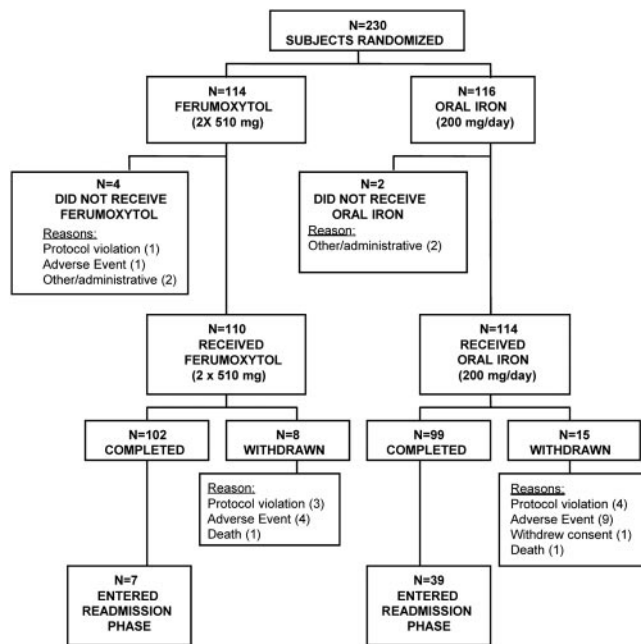 N=230
SUBJECTS RANDOMIZED
N=114
FERUMOXYTOL
(2X 510 mg)
N=116
ORAL IRON
(200 mg/day)
N=4
DID NOT RECEIVE
FERUMOXYTOL
Reasons:
Protocol violation (1)
Adverse Event (1)
Other/administrative (2)
N=2
DID NOT RECEIVE
ORAL IRON
Reason:
Other/administrative (2)
N=110
RECEIVED
FERUMOXYTOL
(2 x 510 mg)
N=114
RECEIVED
ORAL IRON
(200 mg/day)
N=102
COMPLETED
N=8
WITHDRAWN
N=99
COMPLETED
N=15
WITHDRAWN
Reason:
Protocol violation (3)
Adverse Event (4)
Death (1)
Reasons:
Protocol violation (4)
Adverse Event (9)
Withdrew consent (1)
Death (1)
N=7
ENTERED
READMISSION
PHASE
N=39
ENTERED
READMISSION
PHASE